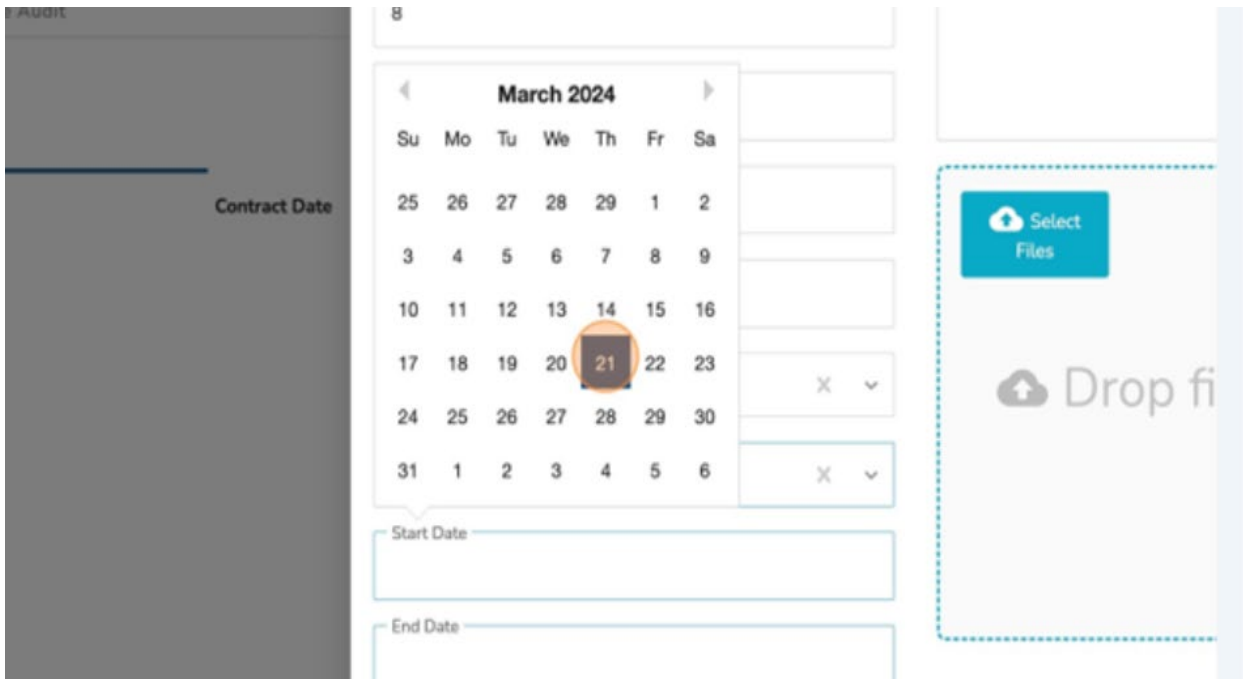 e Audit
8
March 2024
Su Mo Tu We Th Fr Sa
25 26 27 28 29 1 2
3 4 5 6 7 8 9
10 11 12 13 14 15 16
17 18 19 20 21 22 23
24 25 26 27 28 29 30
31 1 2 3 4 5 6
Contract Date
Start Date
End Date
Select
Files
Drop fi